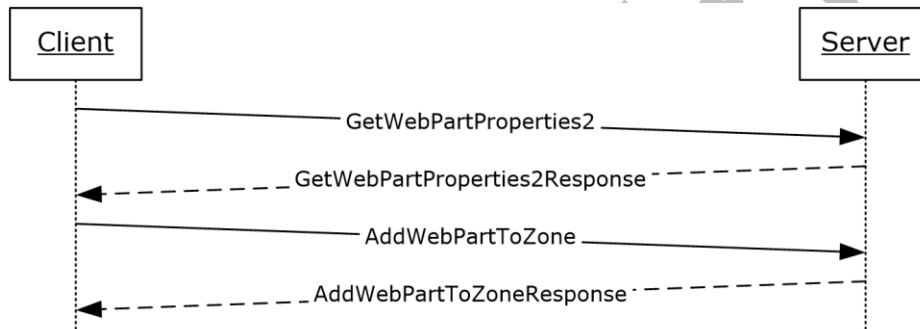 Client
Server
GetWebPartProperties2
GetWebPartProperties2Response
AddWebPartToZone
AddWebPartToZoneResponse